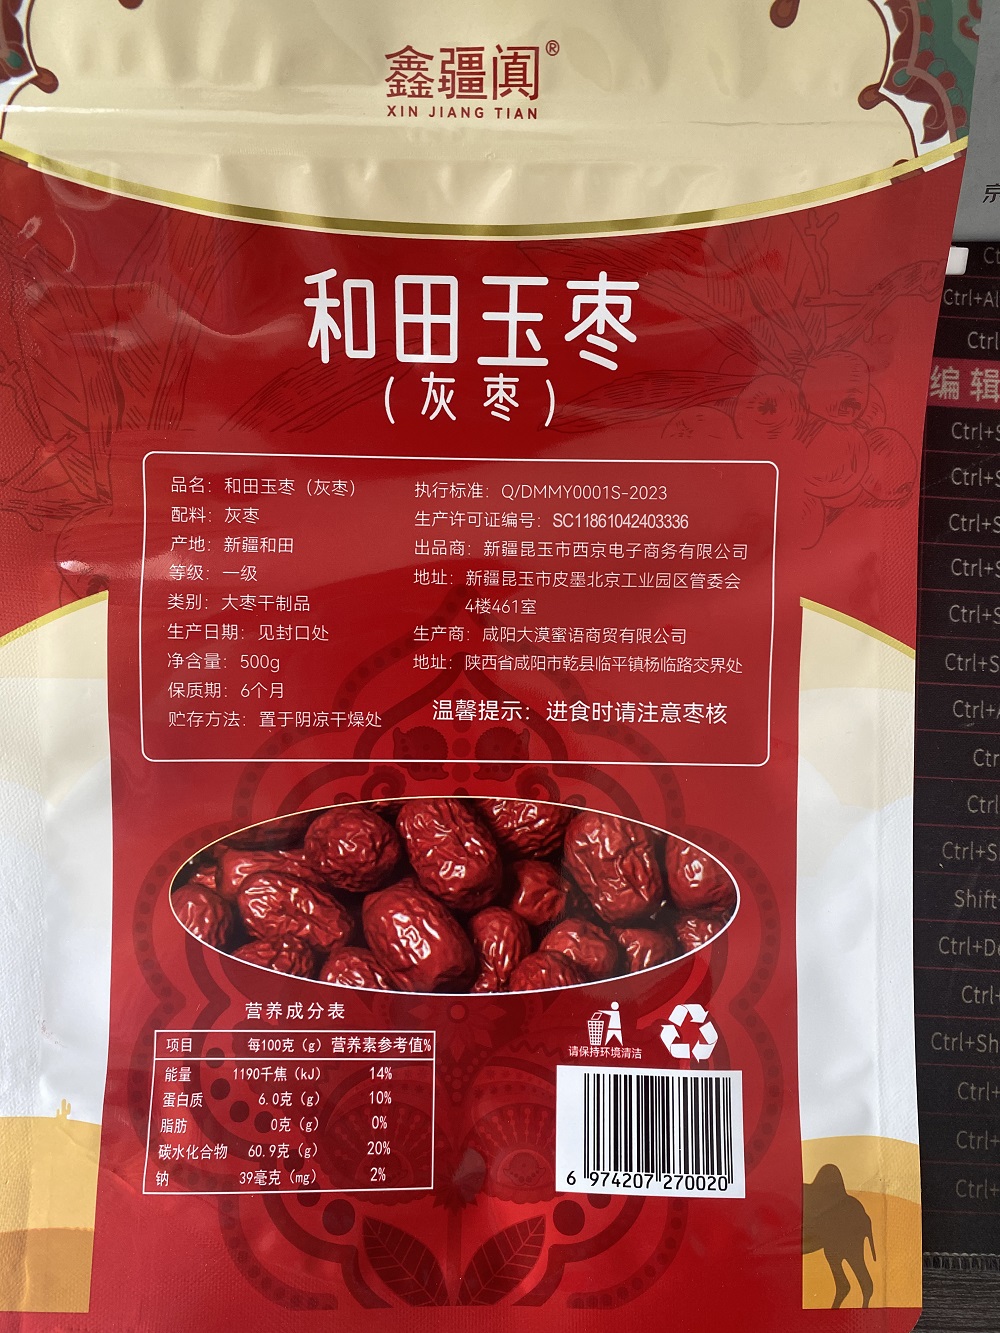 鑫疆阗®
XIN JIANG TIAN
和田玉枣
(灰枣)
品名：和田玉枣（灰枣）
配料：灰枣
产地：新疆和田
等级：一级
类别：大枣干制品
生产日期：见封口处
净含量：500g
保质期：6个月
贮存方法：置于阴凉干燥处
执行标准：Q/DMMY0001S-2023
生产许可证编号：SC11861042403336
出品商：新疆昆玉市西京电子商务有限公司
地址：新疆昆玉市皮墨北京工业园区管委会
4楼461室
生产商：咸阳大漠蜜语商贸有限公司
地址：陕西省咸阳市乾县临平镇杨临路交界处
温馨提示：进食时请注意枣核
营养成分表
项目 每100克（g） 营养素参考值%
能量 1190千焦（kJ） 14%
蛋白质 6.0克（g） 10%
脂肪 0克（g） 0%
碳水化合物 60.9克（g） 20%
钠 39毫克（mg） 2%
请保持环境清洁
6 974207 270020
京
Ctrl+Al
Ctrl
编辑
Ctrl+S
Ctrl+S
Ctrl+S
Ctrl+S
Ctrl+S
Ctrl+S
Ctrl+A
Ctr
Ctrl
Ctrl+S
Shift
Ctrl+D
Ctrl
Ctrl+Sh
Ctrl+
Ctrl+
Ctrl+